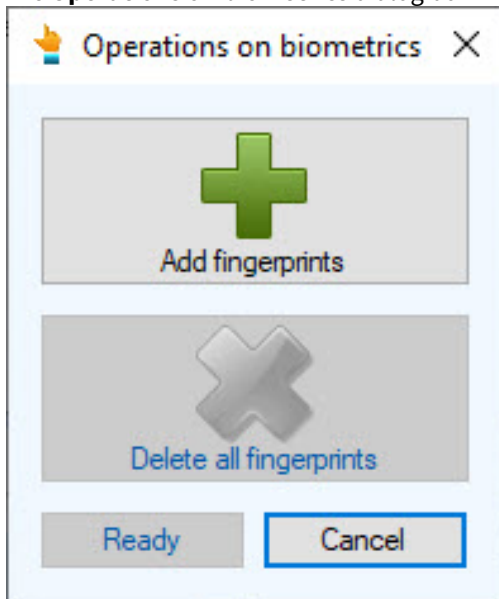 Operations on biometrics
Add fingerprints
Delete all fingerprints
Ready Cancel